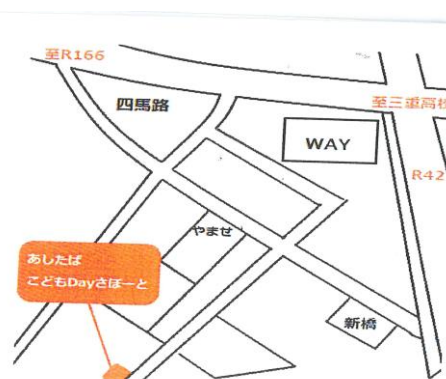 至R166
四馬路
至三重高校
WAY
R42
やませ
あしたば
こどもDayさぽーと
新橋